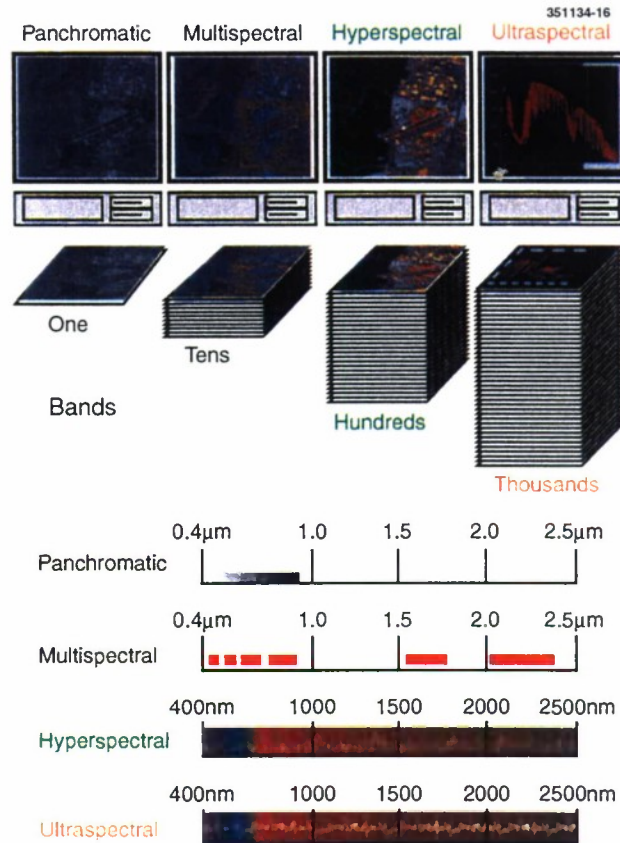 351134-16
Panchromatic Multispectral Hyperspectral Ultraspectral
One
Tens
Bands
Hundreds
Thousands
0.4µm 1.0 1.5 2.0 2.5µm
Panchromatic
0.4µm 1.0 1.5 2.0 2.5µm
Multispectral
400nm 1000 1500 2000 2500nm
Hyperspectral
400nm 1000 1500 2000 2500nm
Ultraspectral